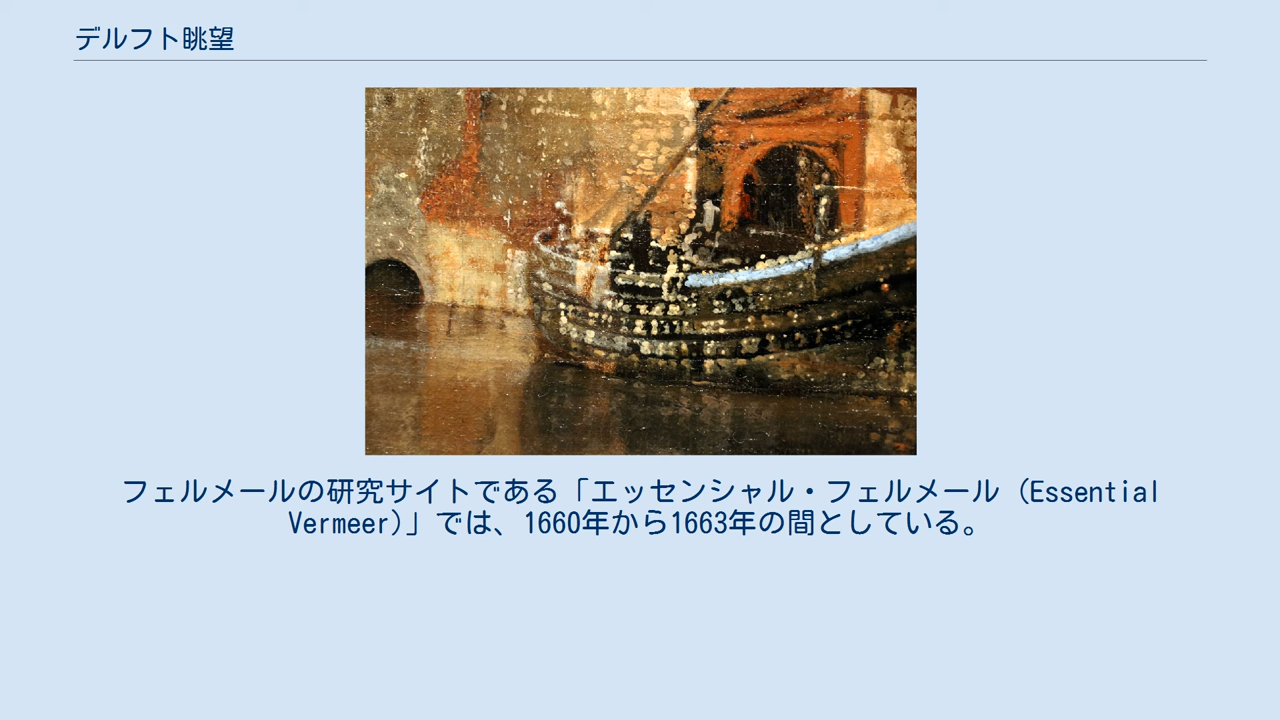 デルフト眺望
フェルメールの研究サイトである「エッセンシャル・フェルメール（Essential
Vermeer)」では、1660年から1663年の間としている。